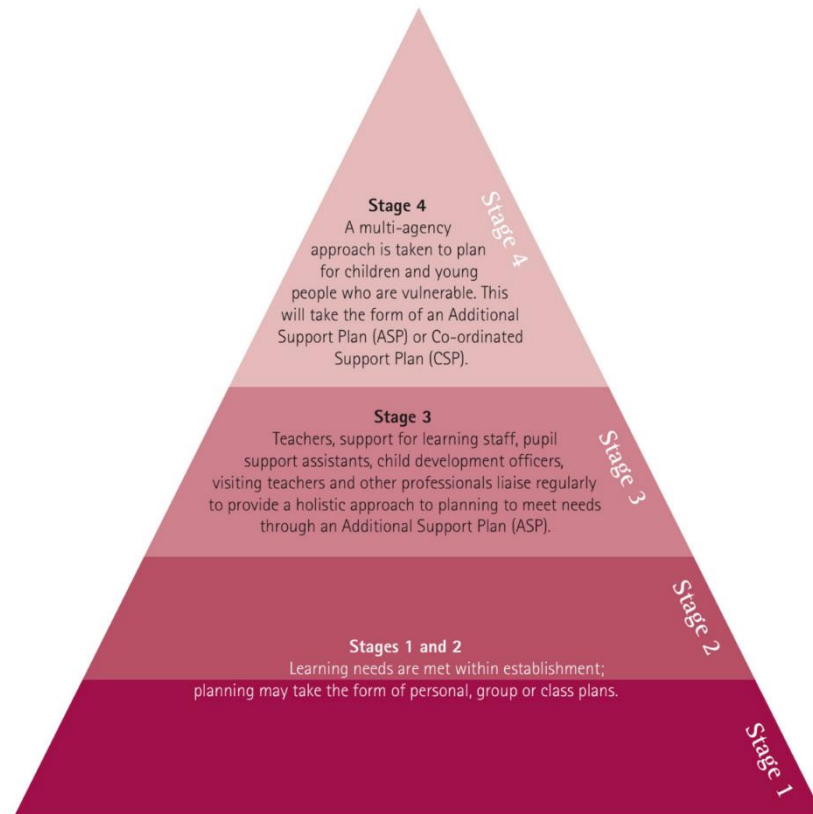 Stage 4
A multi-agency
approach is taken to plan
for children and young
people who are vulnerable. This
will take the form of an Additional
Support Plan (ASP) or Co-ordinated
Support Plan (CSP).
Stage 4
Stage 3
Teachers, support for learning staff, pupil
support assistants, child development officers,
visiting teachers and other professionals liaise regularly
to provide a holistic approach to planning to meet needs
through an Additional Support Plan (ASP).
Stage 3
Stages 1 and 2
Learning needs are met within establishment;
planning may take the form of personal, group or class plans.
Stage 2
Stage 1